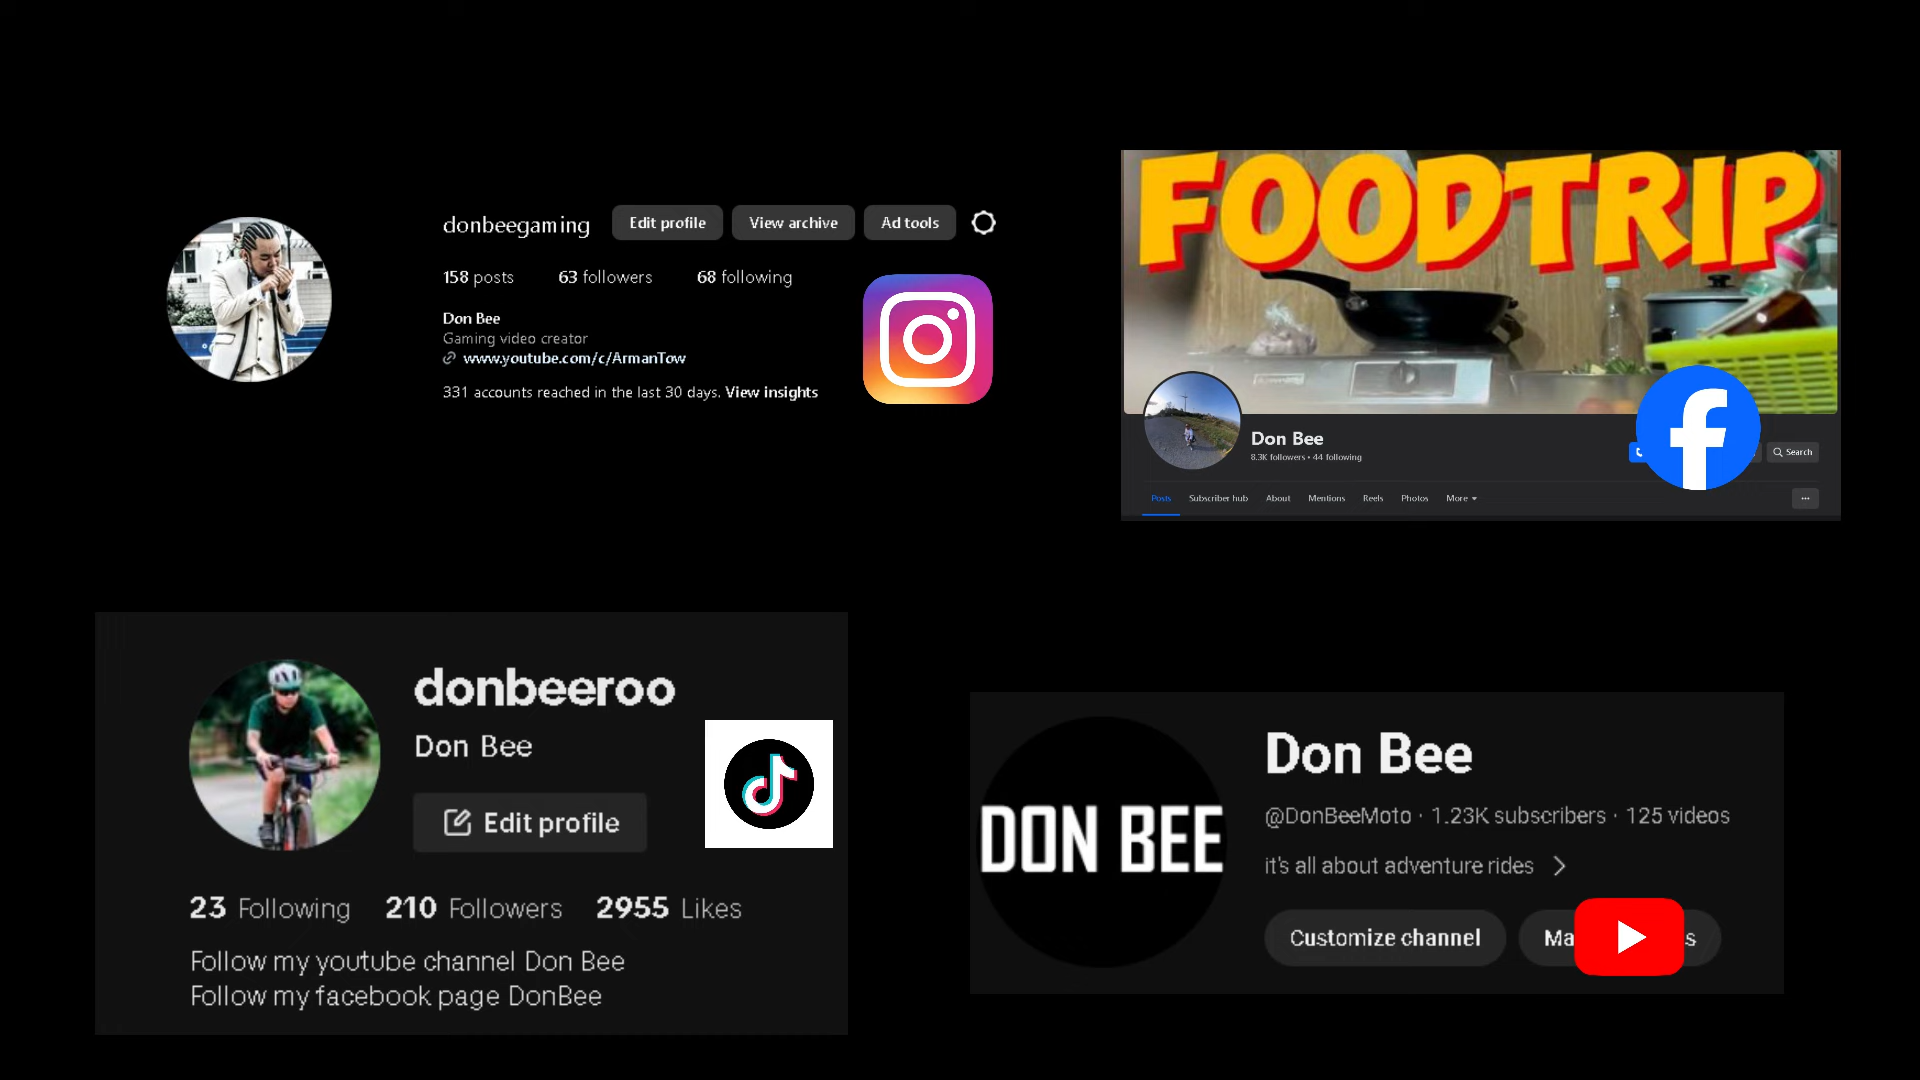 donbeegaming Edit profile View archive Ad tools
158 posts 63 followers 68 following
Don Bee
Gaming video creator
www.youtube.com/c/ArmanTow
331 accounts reached in the last 30 days. View insights
FOODTRIP
Don Bee
8.3K followers • 44 following
Search
Posts Subscriber hub About Mentions Reels Photos More
donbeeroo
Don Bee
Edit profile
23 Following 210 Followers 2955 Likes
Follow my youtube channel Don Bee
Follow my facebook page DonBee
DON BEE
Don Bee
@DonBeeMoto · 1.23K subscribers · 125 videos
it's all about adventure rides
Customize channel